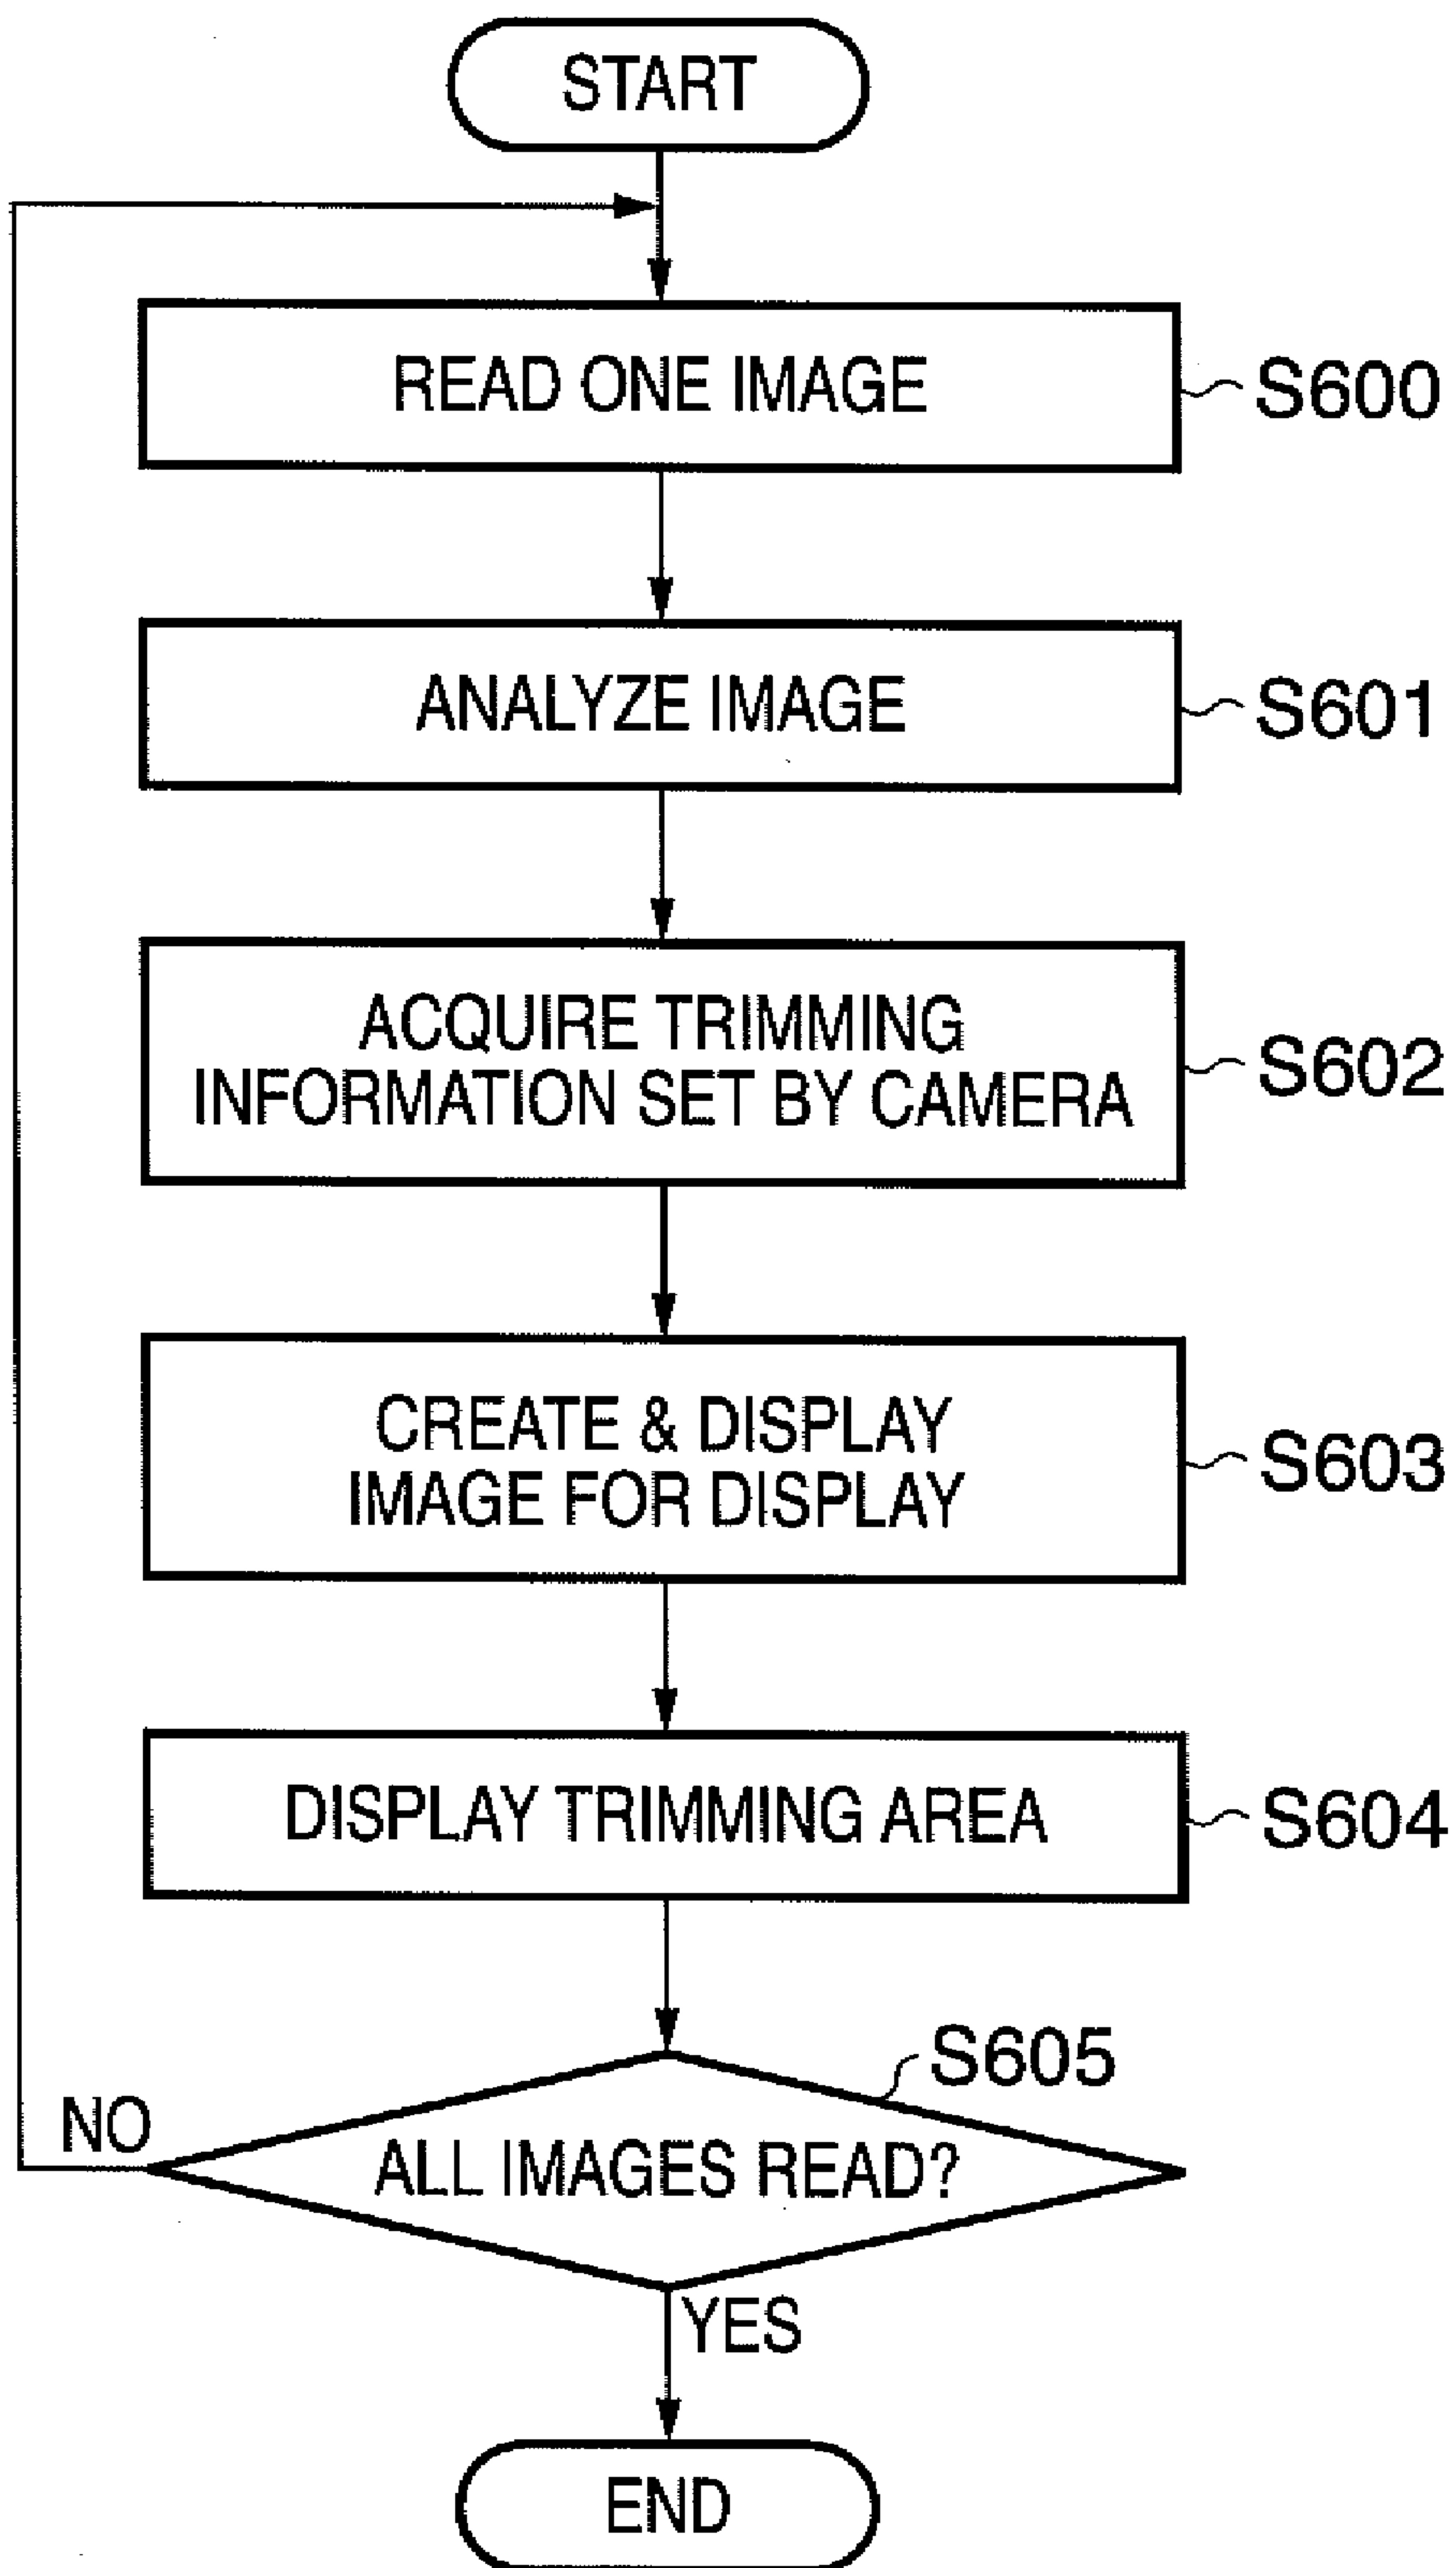 START
READ ONE IMAGE
S600
ANALYZE IMAGE
S601
ACQUIRE TRIMMING
INFORMATION SET BY CAMERA
S602
CREATE & DISPLAY
IMAGE FOR DISPLAY
S603
DISPLAY TRIMMING AREA
S604
S605
NO
ALL IMAGES READ?
YES
END